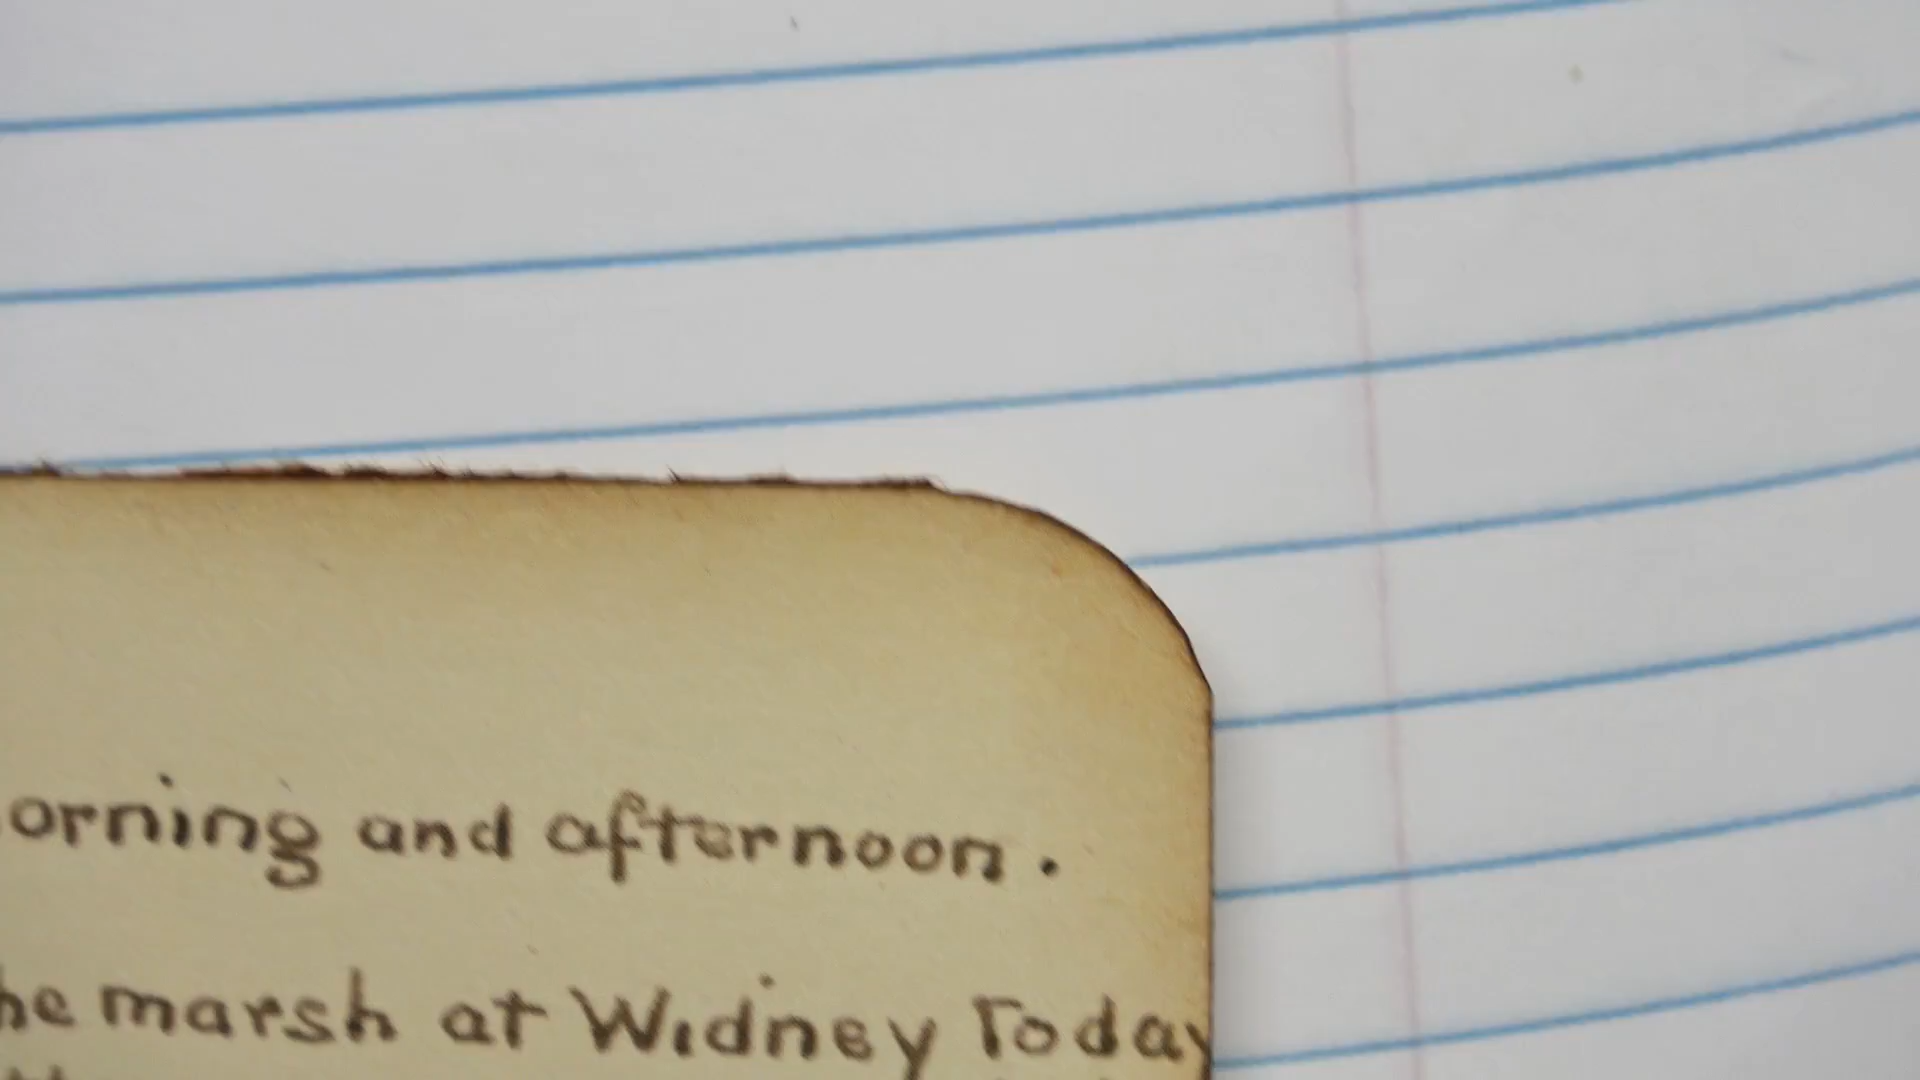 orning and afternoon.
he marsh at Widney Today